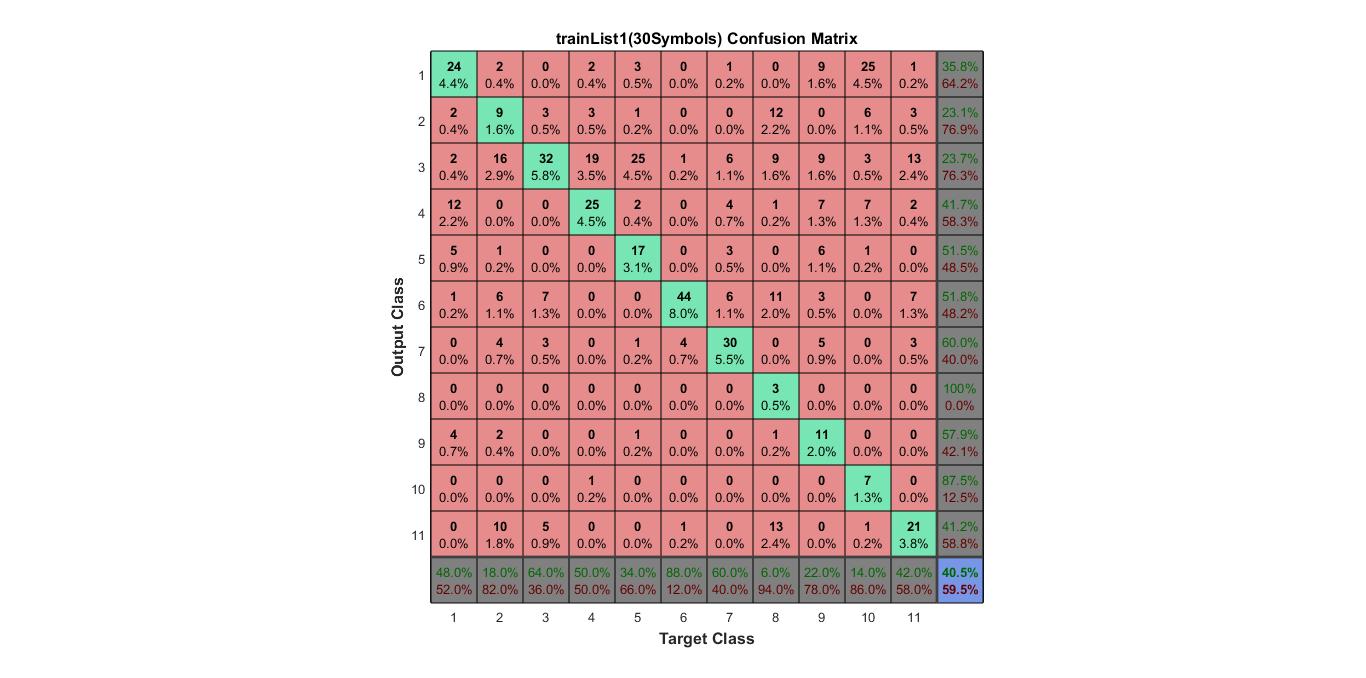 trainList1(30Symbols) Confusion Matrix
24 2 0 2 3 0 1 0 9 25 1 35.8%
1
4.4% 0.4% 0.0% 0.4% 0.5% 0.0% 0.2% 0.0% 1.6% 4.5% 0.2% 64.2%
2 9 3 3 1 0 0 12 0 6 3 23.1%
2
0.4% 1.6% 0.5% 0.5% 0.2% 0.0% 0.0% 2.2% 0.0% 1.1% 0.5% 76.9%
2 16 32 19 25 1 6 9 9 3 13 23.7%
3
0.4% 2.9% 5.8% 3.5% 4.5% 0.2% 1.1% 1.6% 1.6% 0.5% 2.4% 76.3%
12 0 0 25 2 0 4 1 7 7 2 41.7%
4
2.2% 0.0% 0.0% 4.5% 0.4% 0.0% 0.7% 0.2% 1.3% 1.3% 0.4% 58.3%
5 1 0 0 17 0 3 0 6 1 0 51.5%
5
0.9% 0.2% 0.0% 0.0% 3.1% 0.0% 0.5% 0.0% 1.1% 0.2% 0.0% 48.5%
1 6 7 0 0 44 6 11 3 0 7 51.8%
6
0.2% 1.1% 1.3% 0.0% 0.0% 8.0% 1.1% 2.0% 0.5% 0.0% 1.3% 48.2%
Output Class
0 4 3 0 1 4 30 0 5 0 3 60.0%
7
0.0% 0.7% 0.5% 0.0% 0.2% 0.7% 5.5% 0.0% 0.9% 0.0% 0.5% 40.0%
0 0 0 0 0 0 0 3 0 0 0 100%
8
0.0% 0.0% 0.0% 0.0% 0.0% 0.0% 0.0% 0.5% 0.0% 0.0% 0.0% 0.0%
4 2 0 0 1 0 0 1 11 0 0 57.9%
9
0.7% 0.4% 0.0% 0.0% 0.2% 0.0% 0.0% 0.2% 2.0% 0.0% 0.0% 42.1%
0 0 0 1 0 0 0 0 0 7 0 87.5%
10
0.0% 0.0% 0.0% 0.2% 0.0% 0.0% 0.0% 0.0% 0.0% 1.3% 0.0% 12.5%
0 10 5 0 0 1 0 13 0 1 21 41.2%
11
0.0% 1.8% 0.9% 0.0% 0.0% 0.2% 0.0% 2.4% 0.0% 0.2% 3.8% 58.8%
48.0% 18.0% 64.0% 50.0% 34.0% 88.0% 60.0% 6.0% 22.0% 14.0% 42.0% 40.5%
52.0% 82.0% 36.0% 50.0% 66.0% 12.0% 40.0% 94.0% 78.0% 86.0% 58.0% 59.5%
1 2 3 4 5 6 7 8 9 10 11
Target Class